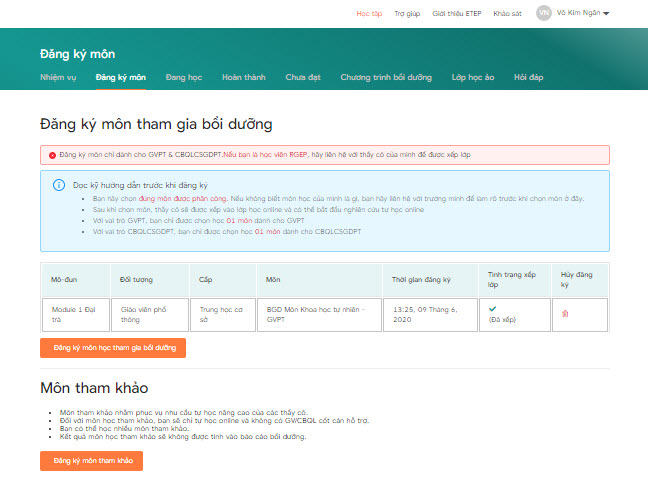 Học tập Trợ giúp Giới thiệu ETEP Khảo sát VN Võ Kim Ngân
Đăng ký môn
Nhiệm vụ Đăng ký môn Đang học Hoàn thành Chưa đạt Chương trình bồi dưỡng Lớp học ảo Hỏi đáp
Đăng ký môn tham gia bồi dưỡng
Đăng ký môn chỉ dành cho GVPT & CBQLCSGDPT.Nếu bạn là học viên RGEP, hãy liên hệ với thầy cô của mình để được xếp lớp
Đọc kỹ hướng dẫn trước khi đăng ký
Bạn hãy chọn đúng môn được phân công. Nếu không biết môn học của mình là gì, bạn hãy liên hệ với trường mình để làm rõ trước khi chọn môn ở đây.
Sau khi chọn môn, thầy cô sẽ được xếp vào lớp học online và có thể bắt đầu nghiên cứu tự học online
Với vai trò GVPT, bạn chỉ được chọn học 01 môn dành cho GVPT
Với vai trò CBQLCSGDPT, bạn chỉ được chọn học 01 môn dành cho CBQLCSGDPT
Mô-đun Đối tượng Cấp Môn Thời gian đăng ký Tình trạng xếp lớp Hủy đăng ký
Module 1 Đại trà Giáo viên phổ thông Trung học cơ sở BGD Môn Khoa học tự nhiên - GVPT 13:25, 09 Tháng 6, 2020 (Đã xếp)
Đăng ký môn học tham gia bồi dưỡng
Môn tham khảo
Môn tham khảo nhằm phục vụ nhu cầu tự học nâng cao của các thầy cô.
Đối với môn học tham khảo, bạn sẽ chỉ tự học online và không có GV/CBQL cốt cán hỗ trợ.
Bạn có thể học nhiều môn tham khảo.
Kết quả môn học tham khảo sẽ không được tính vào báo cáo bồi dưỡng.
Đăng ký môn tham khảo